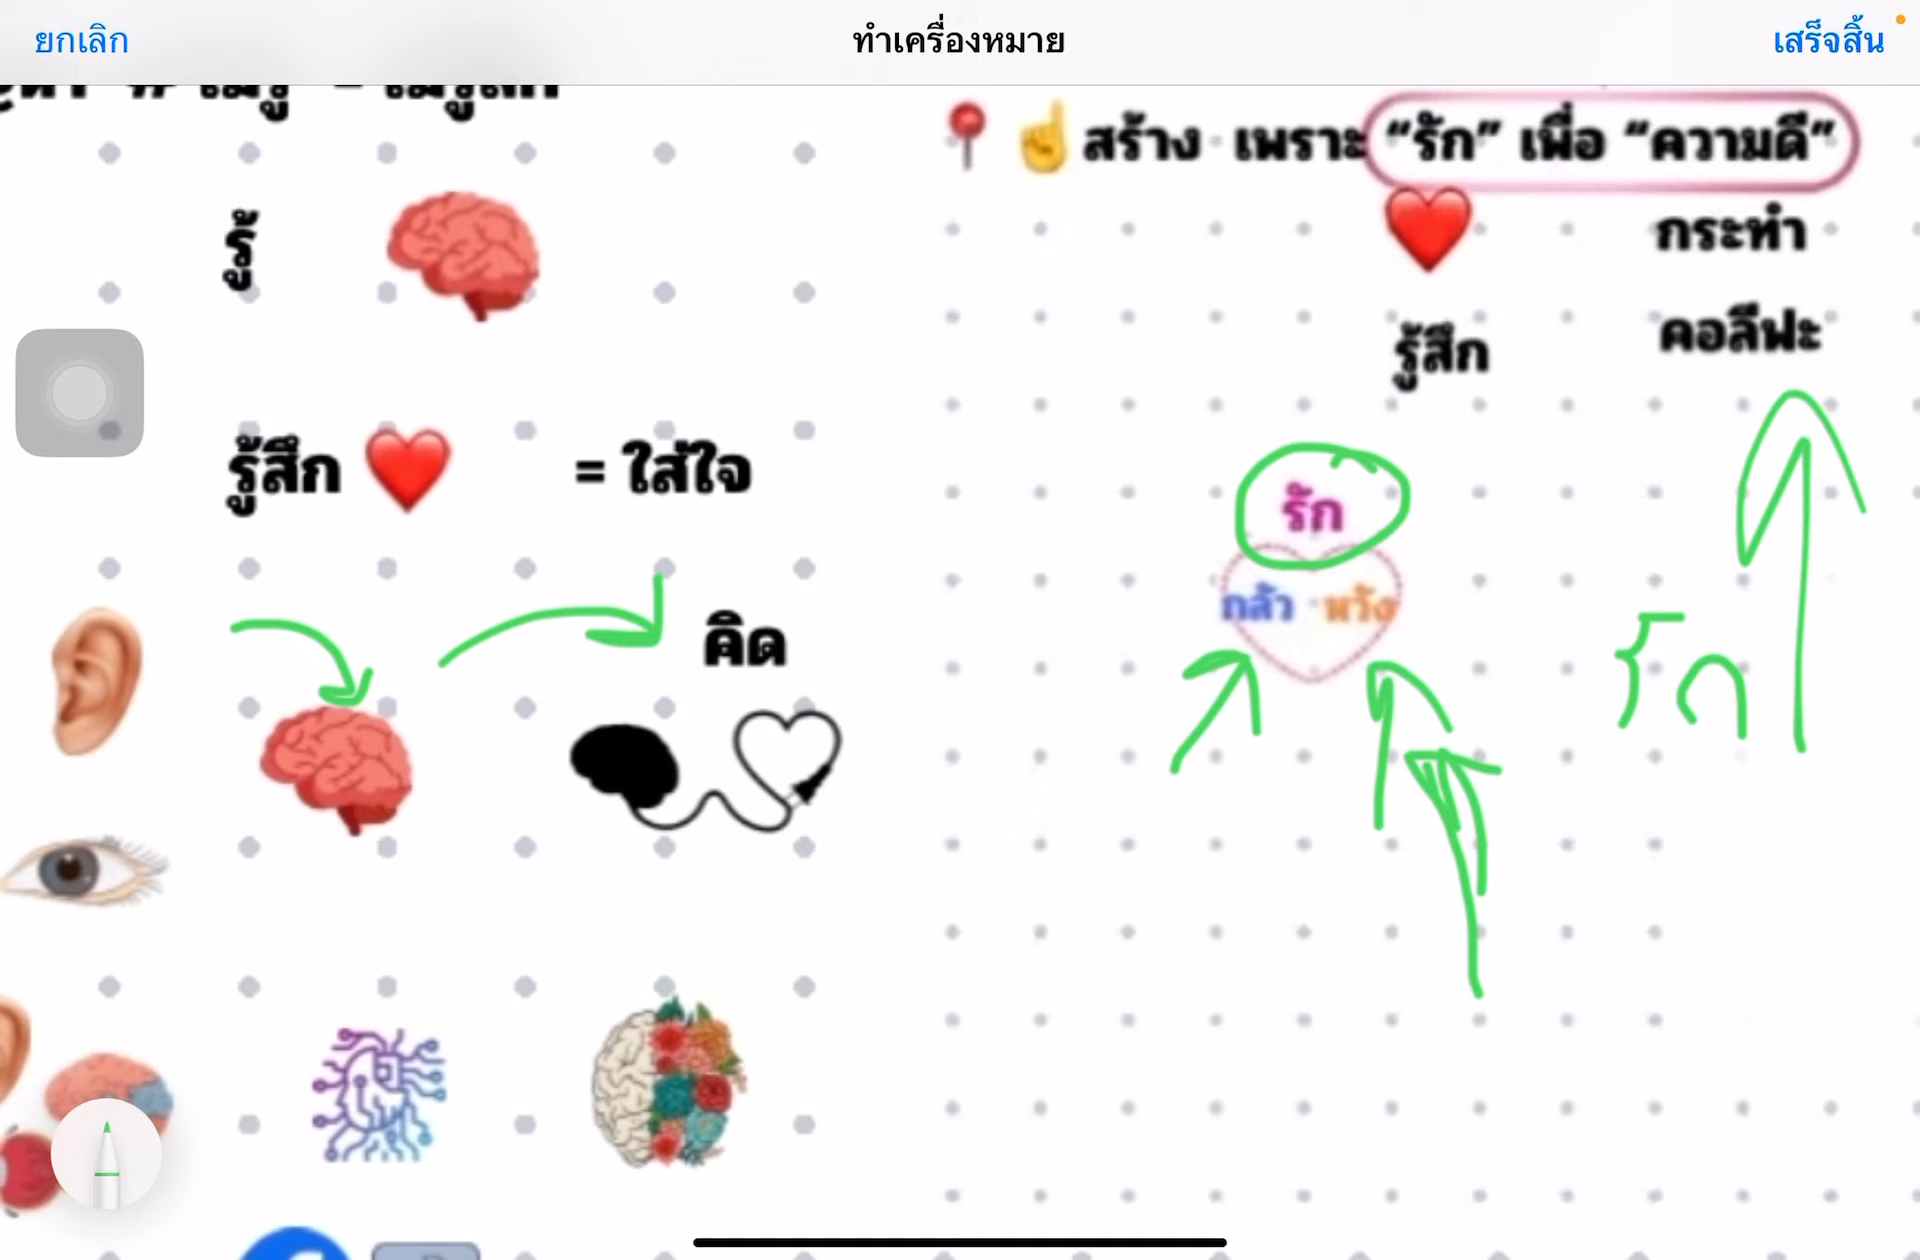 ยกเลิก
ทำเครื่องหมาย
เสร็จสิ้น
รู้
รู้สึก
= ใส่ใจ
คิด
สร้าง เพราะ “รัก” เพื่อ “ความดี”
กระทำ
รู้สึก
คอลีฟะ
รัก
กลัว หวัง
รัก